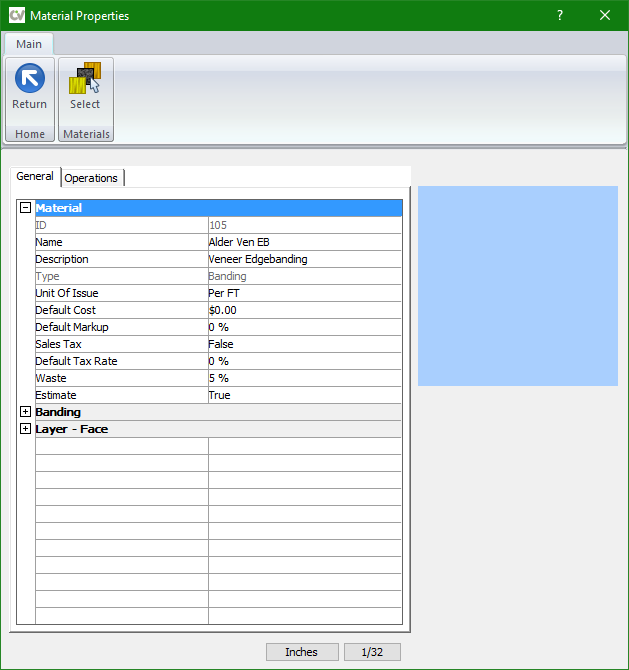 CV Material Properties ?
Main
Return Select
Home Materials
General Operations
Material
ID 105
Name Alder Ven EB
Description Veneer Edgebanding
Type Banding
Unit Of Issue Per FT
Default Cost $0.00
Default Markup 0 %
Sales Tax False
Default Tax Rate 0 %
Waste 5 %
Estimate True
Banding
Layer - Face
Inches 1/32